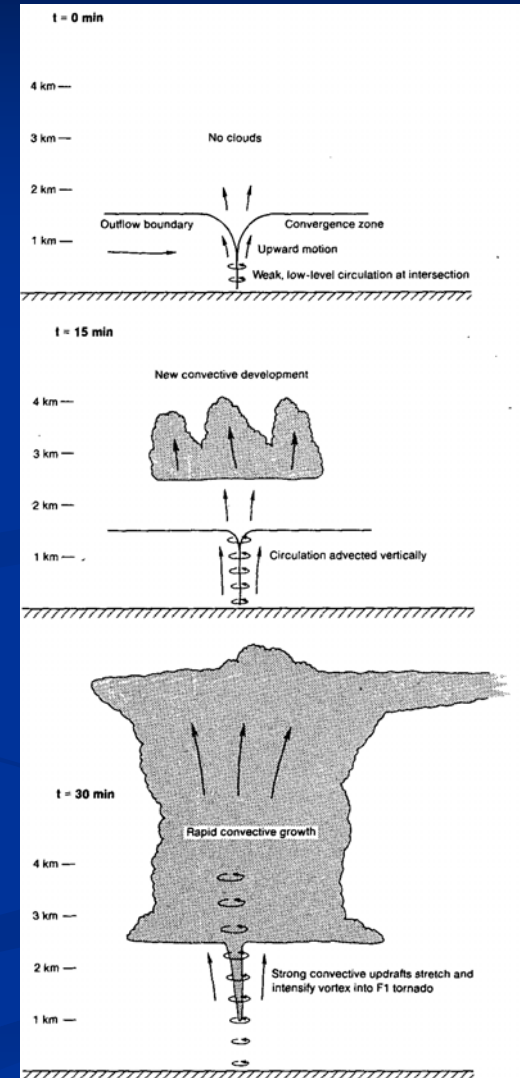 t = 0 min
4 km
3 km
No clouds
2 km
Outflow boundary
Convergence zone
1 km
Upward motion
Weak, low-level circulation at intersection
t = 15 min
New convective development
4 km
3 km
2 km
1 km
Circulation advected vertically
t = 30 min
Rapid convective growth
4 km
3 km
2 km
Strong convective updrafts stretch and
intensify vortex into F1 tornado
1 km